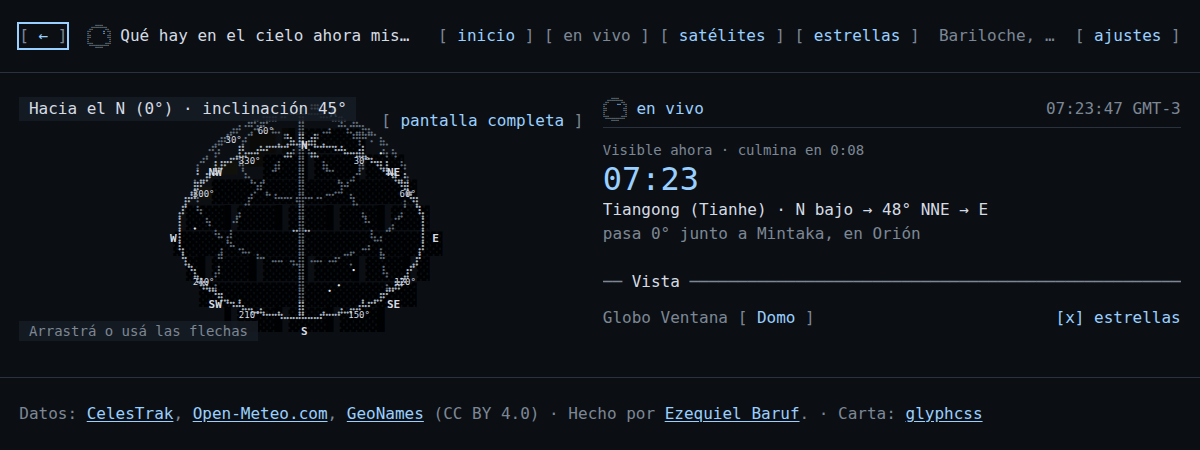 [ ← ] Qué hay en el cielo ahora mis… [ inicio ] [ en vivo ] [ satélites ] [ estrellas ] Bariloche, … [ ajustes ]
Hacia el N (0°) · inclinación 45°
[ pantalla completa ]
60°
30°
N
330°
30°
NW
NE
300°
60°
W
E
240°
120°
SW
SE
210°
150°
S
Arrastrá o usá las flechas
en vivo 07:23:47 GMT-3
Visible ahora · culmina en 0:08
07:23
Tiangong (Tianhe) · N bajo → 48° NNE → E
pasa 0° junto a Mintaka, en Orión
Vista
Globo Ventana [ Domo ] [x] estrellas
Datos: CelesTrak, Open-Meteo.com, GeoNames (CC BY 4.0) · Hecho por Ezequiel Baruf. · Carta: glyphcss